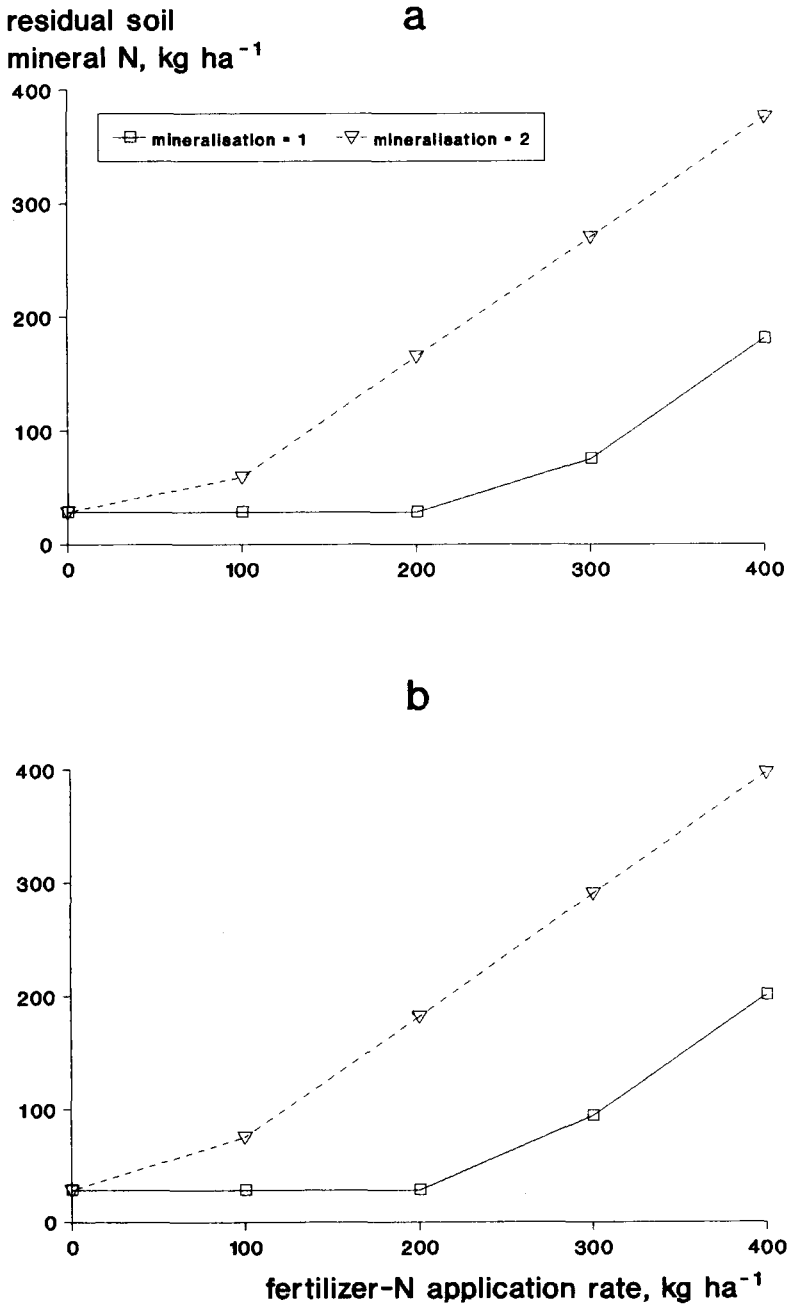 residual soil
mineral N, kg ha⁻¹
a
400
mineralisation = 1 mineralisation = 2
300
200
100
0
0 100 200 300 400
b
400
300
200
100
0
0 100 200 300 400
fertilizer-N application rate, kg ha⁻¹